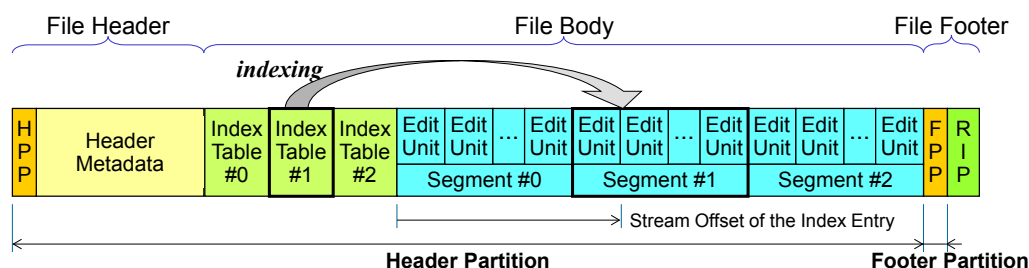 File Header
File Body
File Footer
indexing
H
P
P
Header
Metadata
Index
Table
#0
Index
Table
#1
Index
Table
#2
Edit
Unit
Edit
Unit
...
Edit
Unit
Edit
Unit
Edit
Unit
...
Edit
Unit
Edit
Unit
Edit
Unit
...
Edit
Unit
Segment #0
Segment #1
Segment #2
F
P
P
R
I
P
Stream Offset of the Index Entry
Header Partition
Footer Partition